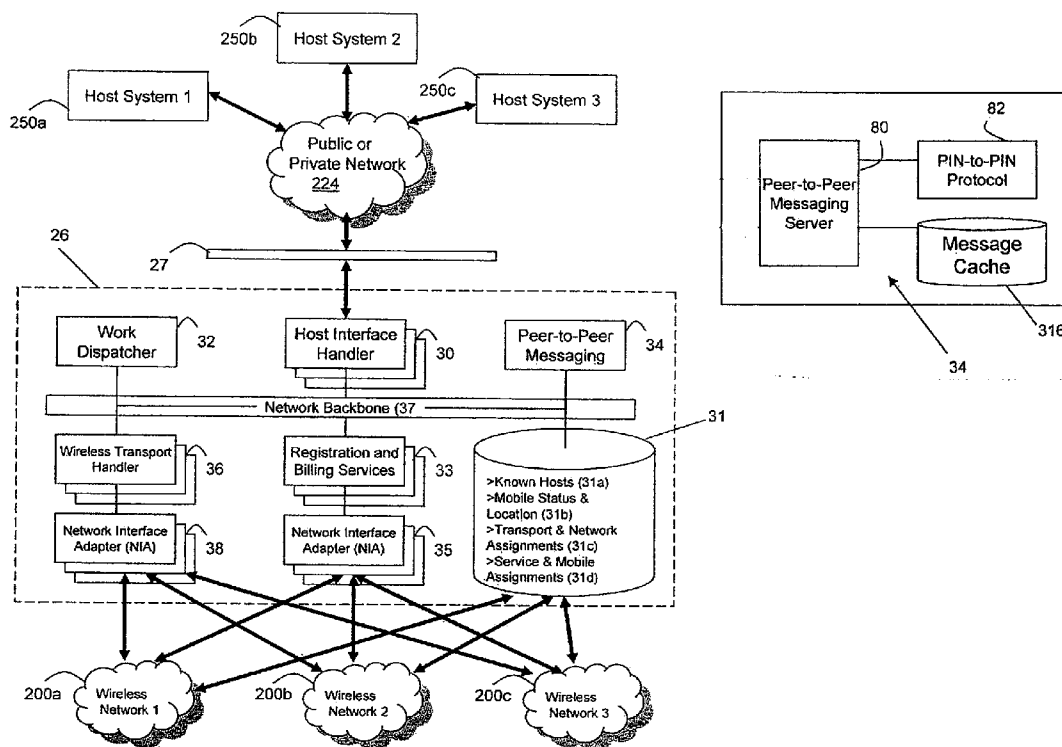 250b
Host System 2
Host System 1
250a
250c
Host System 3
Public or
Private Network
224
26
27
Work
Dispatcher
32
Host Interface
Handler
30
Peer-to-Peer
Messaging
34
Network Backbone (37
31
Wireless Transport
Handler
36
Registration and
Billing Services
33
>Known Hosts (31a)
>Mobile Status &
Location (31b)
>Transport & Network
Assignments (31c)
>Service & Mobile
Assignments (31d)
Network Interface
Adapter (NIA)
38
Network Interface
Adapter (NIA)
35
200a
Wireless
Network 1
200b
Wireless
Network 2
200c
Wireless
Network 3
80
82
Peer-to-Peer
Messaging
Server
PIN-to-PIN
Protocol
Message
Cache
316
34